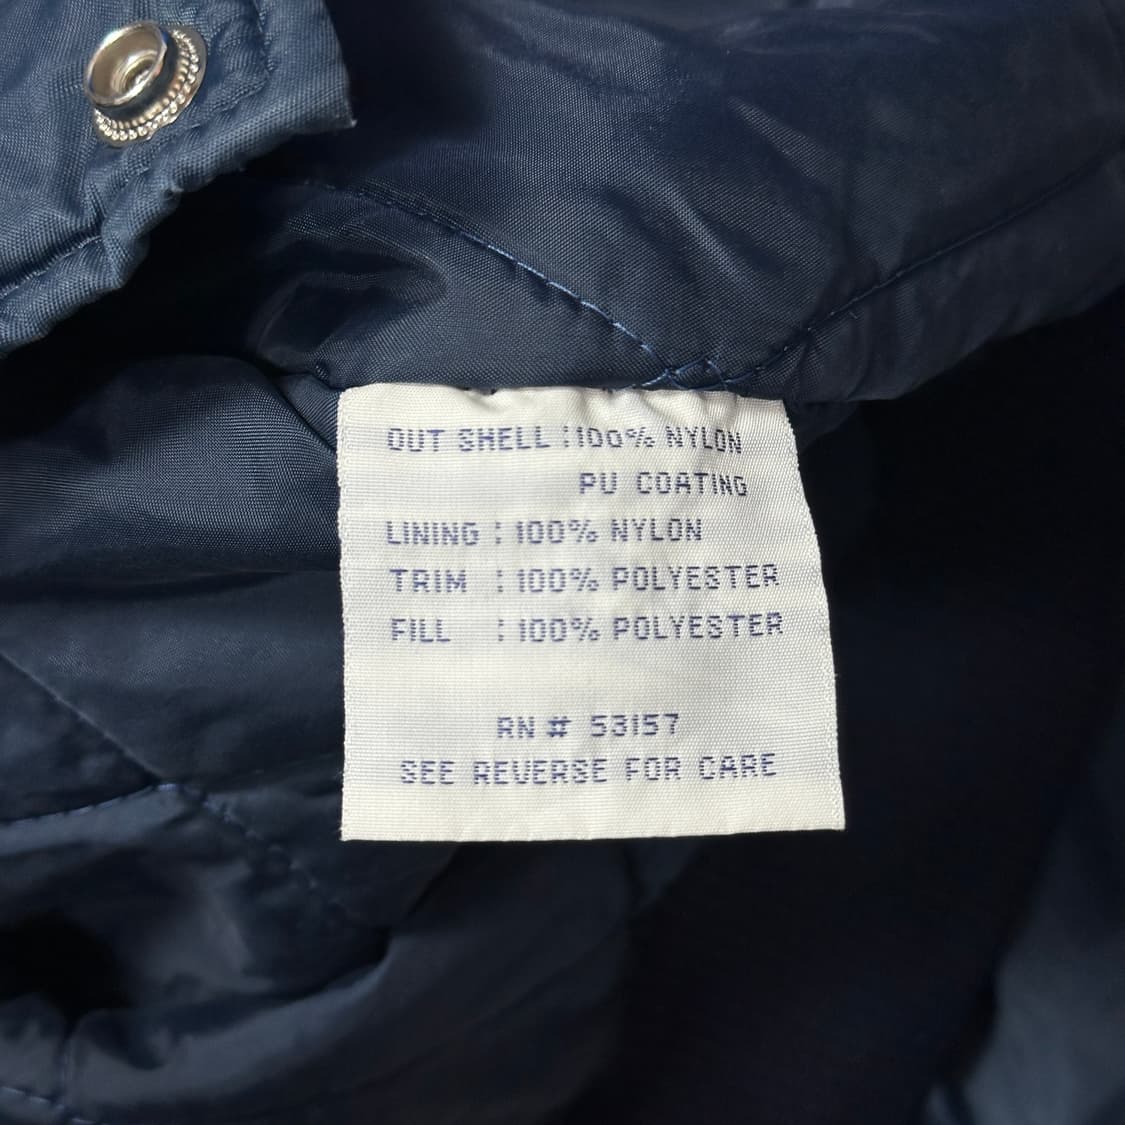 OUT SHELL : 100% NYLON
PU COATING
LINING : 100% NYLON
TRIM : 100% POLYESTER
FILL : 100% POLYESTER
RN # 53157
SEE REVERSE FOR CARE